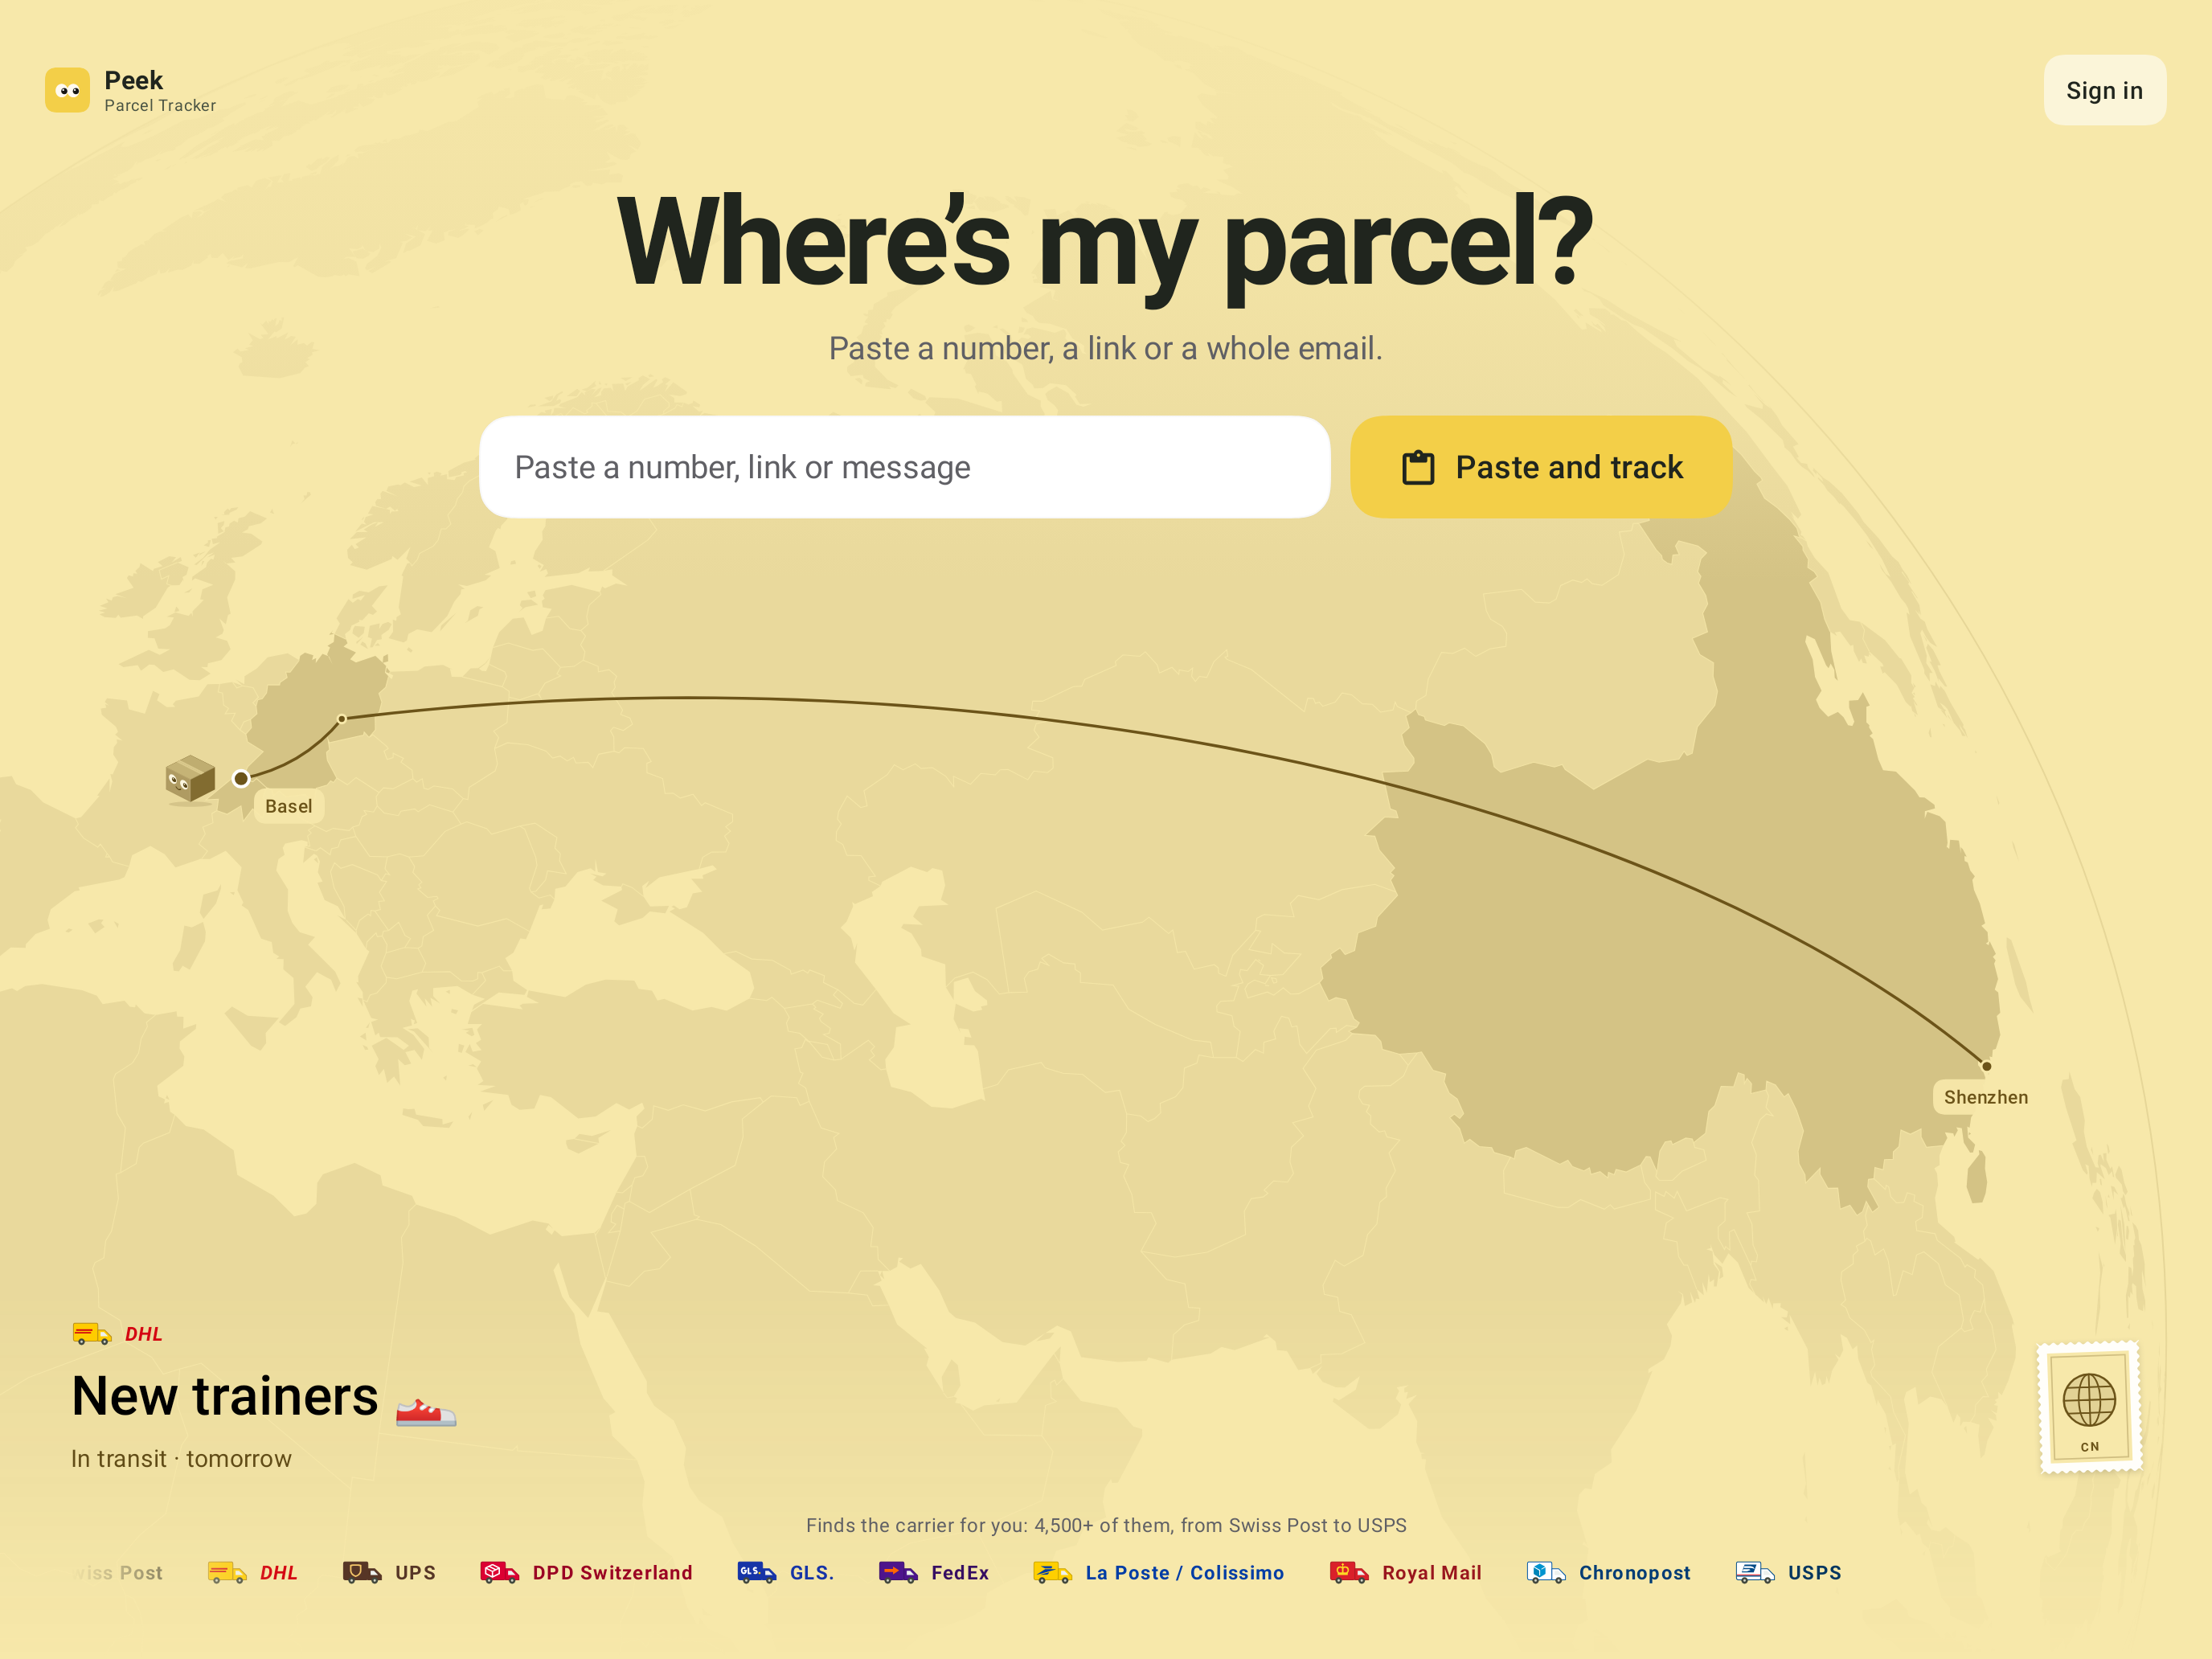 Peek
Parcel Tracker
Sign in
Where’s my parcel?
Paste a number, a link or a whole email.
Paste a number, link or message
Paste and track
Basel
Shenzhen
DHL
New trainers
In transit · tomorrow
CN
Finds the carrier for you: 4,500+ of them, from Swiss Post to USPS
Post DHL UPS DPD Switzerland GLS. GLS. FedEx La Poste / Colissimo Royal Mail Chronopost USPS